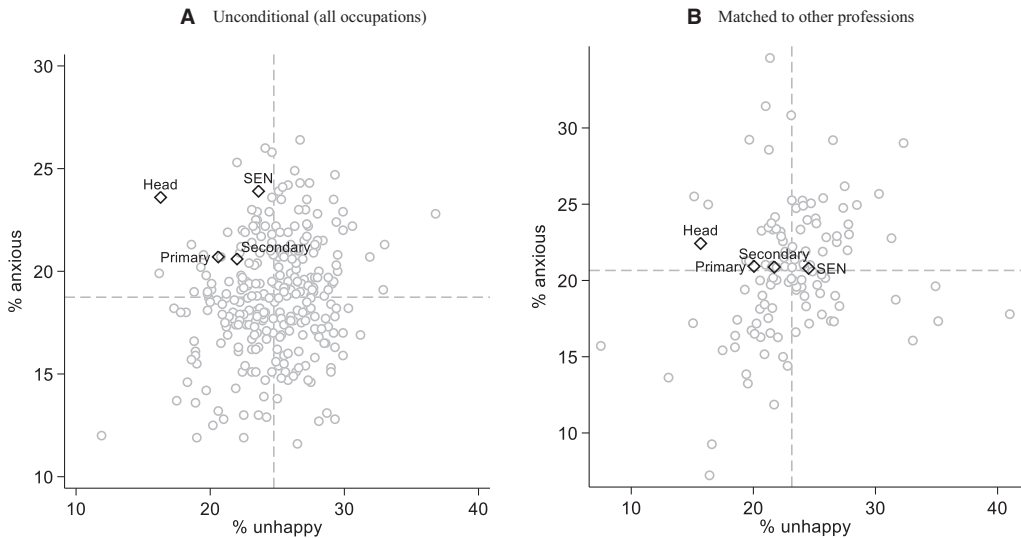 A Unconditional (all occupations)
30
25
20
15
10
10 20 30 40
% anxious
% unhappy
Head
SEN
Primary
Secondary
B Matched to other professions
30
25
20
15
10
10 20 30 40
% anxious
% unhappy
Head
Secondary
Primary
SEN